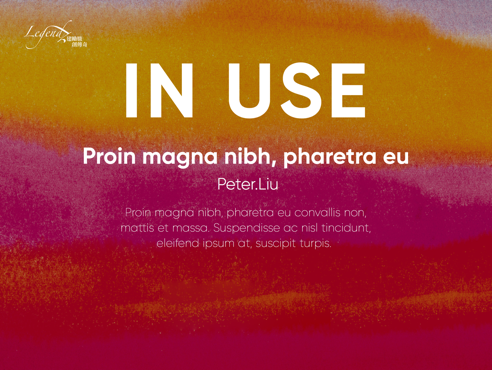 Legend
IN USE
Proin magna nibh, pharetra eu
Peter.Liu
Proin magna nibh, pharetra eu convallis non,
mattis et massa. Suspendisse ac nisl tincidunt,
eleifend ipsum at, suscipit turpis.